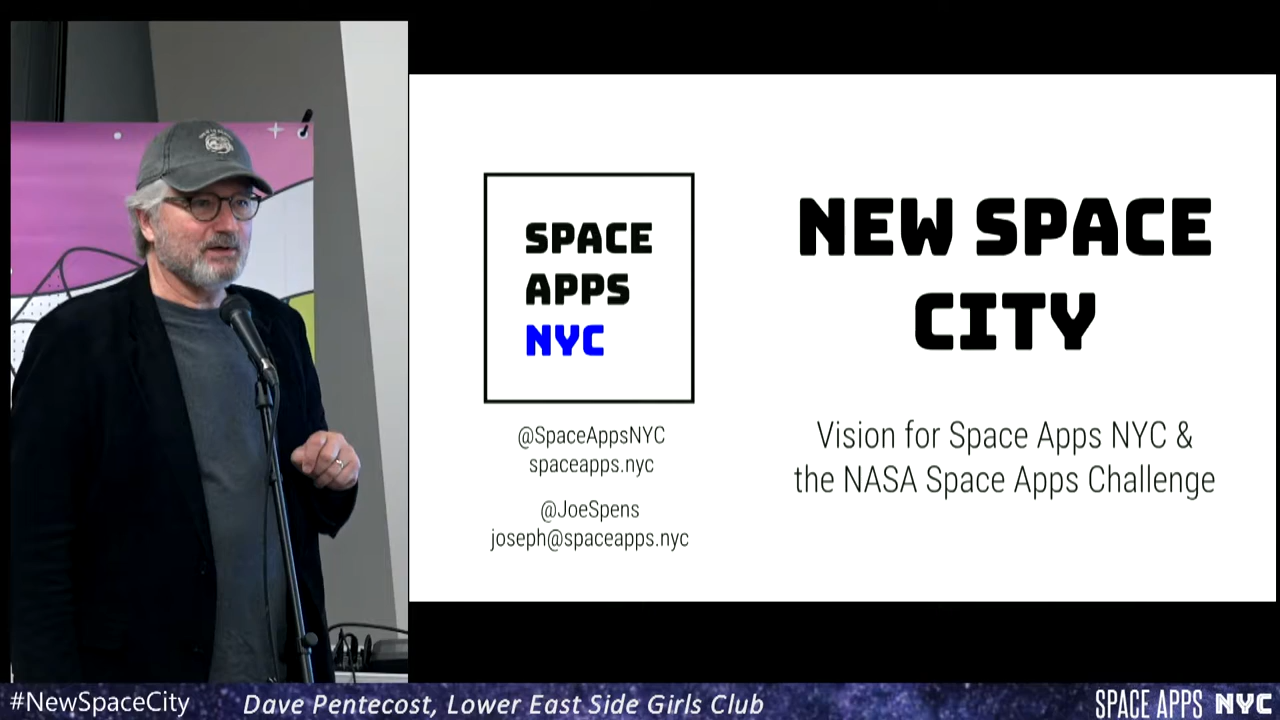 SPACE
APPS
NYC
@SpaceAppsNYC
spaceapps.nyc
@JoeSpens
joseph@spaceapps.nyc
NEW SPACE
CITY
Vision for Space Apps NYC &
the NASA Space Apps Challenge
#NewSpaceCity
Dave Pentecost, Lower East Side Girls Club
SPACE APPS NYC